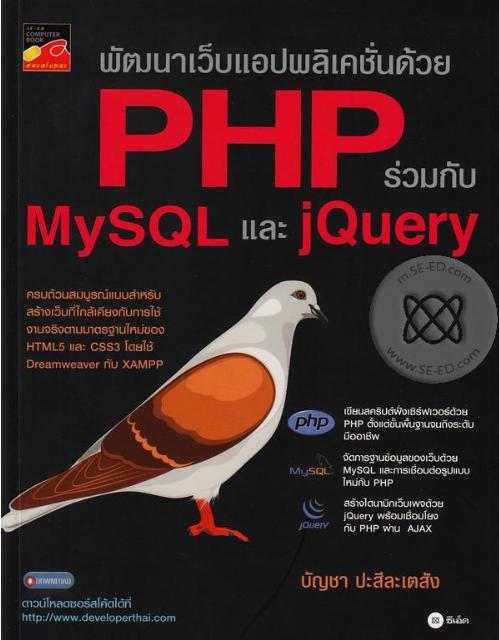 SE-ED
COMPUTER
BOOK
developer
พัฒนาเว็บแอปพลิเคชั่นด้วย
PHP
ร่วมกับ
MySQL และ jQuery
m.SE-ED.com
www.SE-ED.com
ครบถ้วนสมบูรณ์แบบสำหรับ
สร้างเว็บที่ใกล้เคียงกับการใช้
งานจริงตามมาตรฐานใหม่ของ
HTML5 และ CSS3 โดยใช้
Dreamweaver กับ XAMPP
php
เขียนสคริปต์ฝั่งเซิร์ฟเวอร์ด้วย
PHP ตั้งแต่ขั้นพื้นฐานจนถึงระดับ
มืออาชีพ
MySQL
จัดการฐานข้อมูลของเว็บด้วย
MySQL และการเชื่อมต่อรูปแบบ
ใหม่กับ PHP
jQuery
สร้างไดนามิกเว็บเพจด้วย
jQuery พร้อมเชื่อมโยง
กับ PHP ผ่าน AJAX
บัญชา ปะสีละเตสัง
DOWNLOAD
ดาวน์โหลดซอร์สโค้ดได้ที่
http://www.developerthai.com
ซีเอ็ด